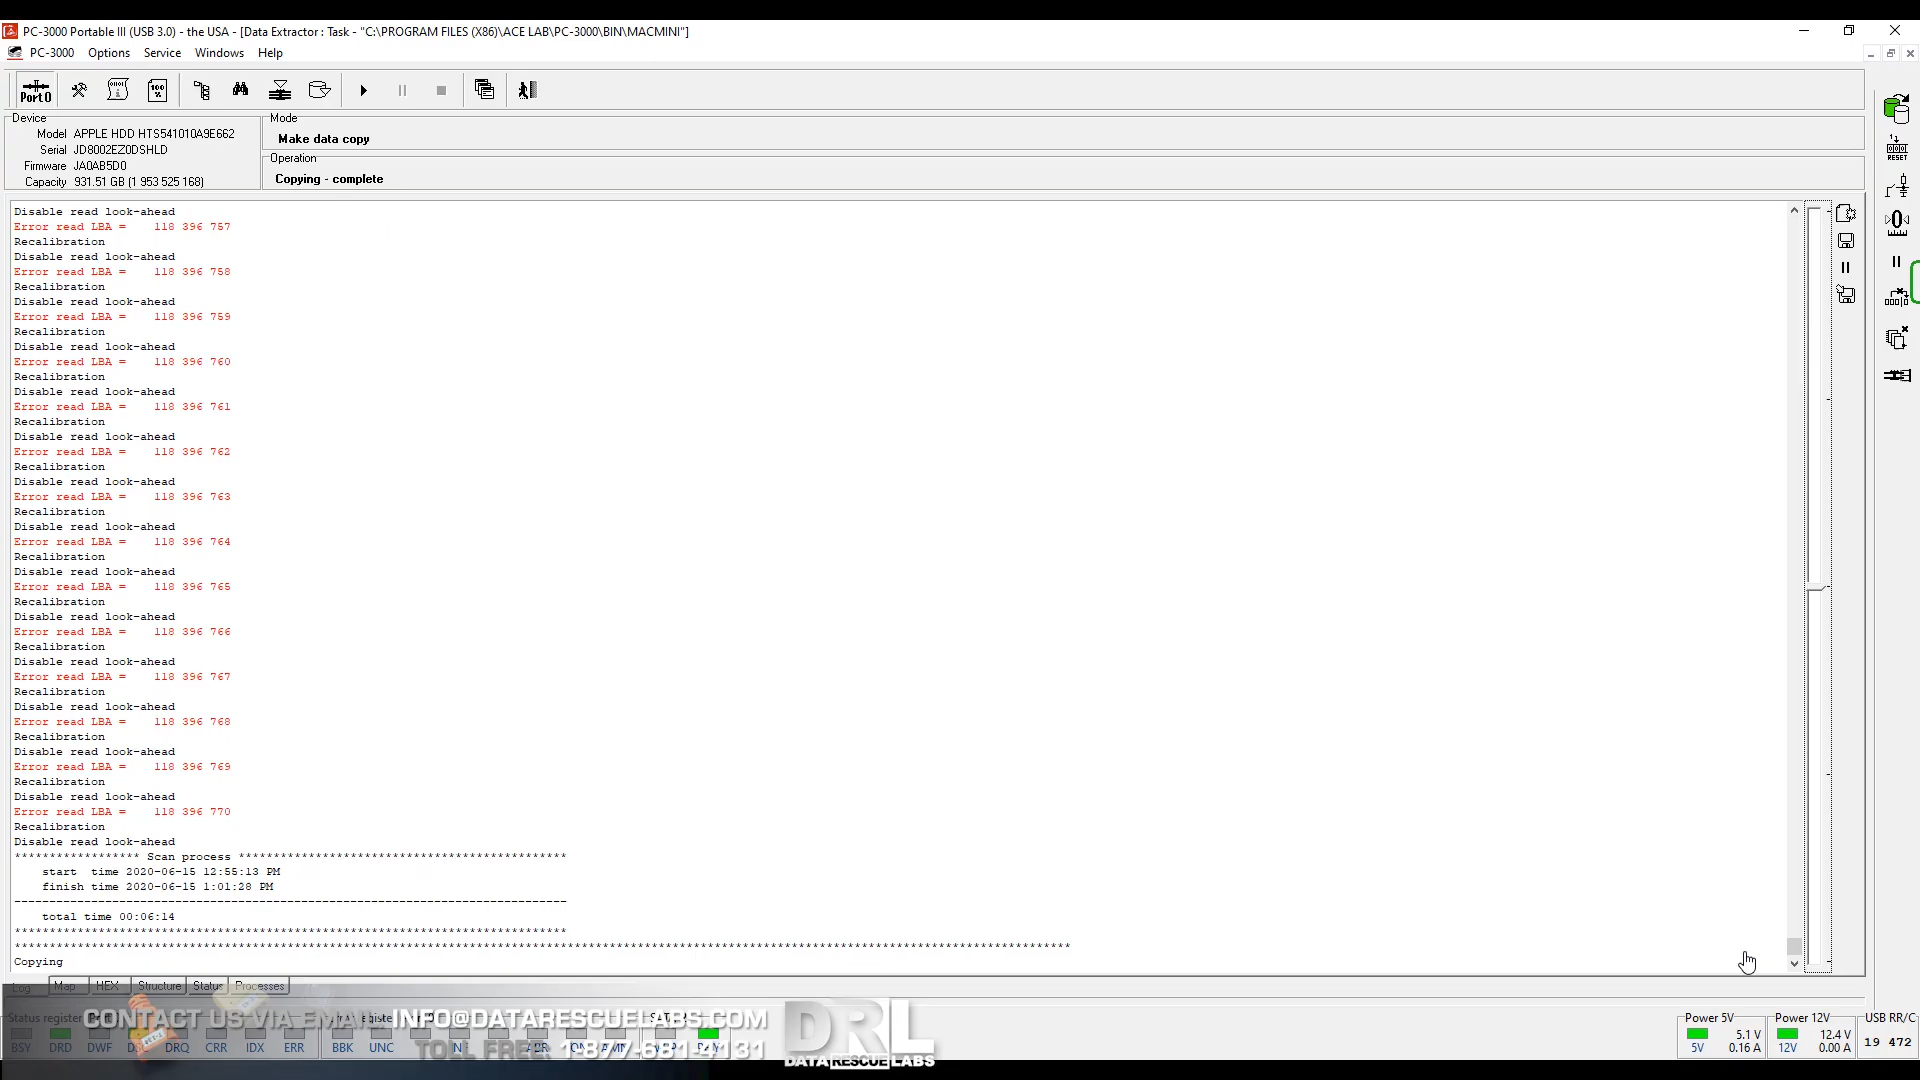 PC-3000 Portable III (USB 3.0) - the USA - [Data Extractor : Task - "C:\PROGRAM FILES (X86)\ACE LAB\PC-3000\BIN\MACMINI"]
PC-3000 Options Service Windows Help
Port0
Device
Model APPLE HDD HTS541010A9E662
Serial JD8002EZ0DSHLD
Firmware JA0AB5D0
Capacity 931.51 GB (1 953 525 168)
Mode
Make data copy
Operation
Copying - complete
RESET
Disable read look-ahead
Error read LBA = 118 396 757
Recalibration
Disable read look-ahead
Error read LBA = 118 396 758
Recalibration
Disable read look-ahead
Error read LBA = 118 396 759
Recalibration
Disable read look-ahead
Error read LBA = 118 396 760
Recalibration
Disable read look-ahead
Error read LBA = 118 396 761
Recalibration
Disable read look-ahead
Error read LBA = 118 396 762
Recalibration
Disable read look-ahead
Error read LBA = 118 396 763
Recalibration
Disable read look-ahead
Error read LBA = 118 396 764
Recalibration
Disable read look-ahead
Error read LBA = 118 396 765
Recalibration
Disable read look-ahead
Error read LBA = 118 396 766
Recalibration
Disable read look-ahead
Error read LBA = 118 396 767
Recalibration
Disable read look-ahead
Error read LBA = 118 396 768
Recalibration
Disable read look-ahead
Error read LBA = 118 396 769
Recalibration
Disable read look-ahead
Error read LBA = 118 396 770
Recalibration
Disable read look-ahead
****************** Scan process ***********************************************
start time 2020-06-15 12:55:13 PM
finish time 2020-06-15 1:01:28 PM
total time 00:06:14
Copying
Log Map HEX Structure Status Processes
Status register
CONTACT US VIA EMAIL: INFO@DATARESCUELABS.COM
BSY DRD DWF DRQ CRR IDX ERR BBK UNC
TOLL FREE: 1-877-681-4131
DRL
DATA RESCUE LABS
Power 5V
5.1 V
5V 0.16 A
Power 12V
12.4 V
12V 0.00 A
USB RR/C
19 472